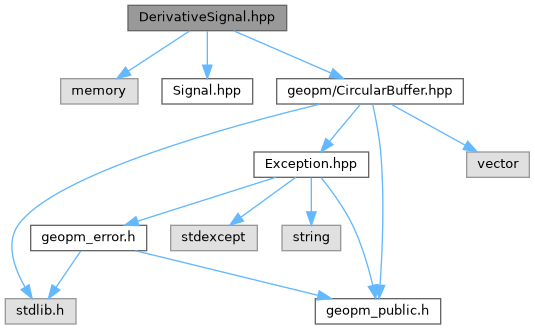 DerivativeSignal.hpp
memory
Signal.hpp
geopm/CircularBuffer.hpp
Exception.hpp
vector
geopm_error.h
stdexcept
string
stdlib.h
geopm_public.h